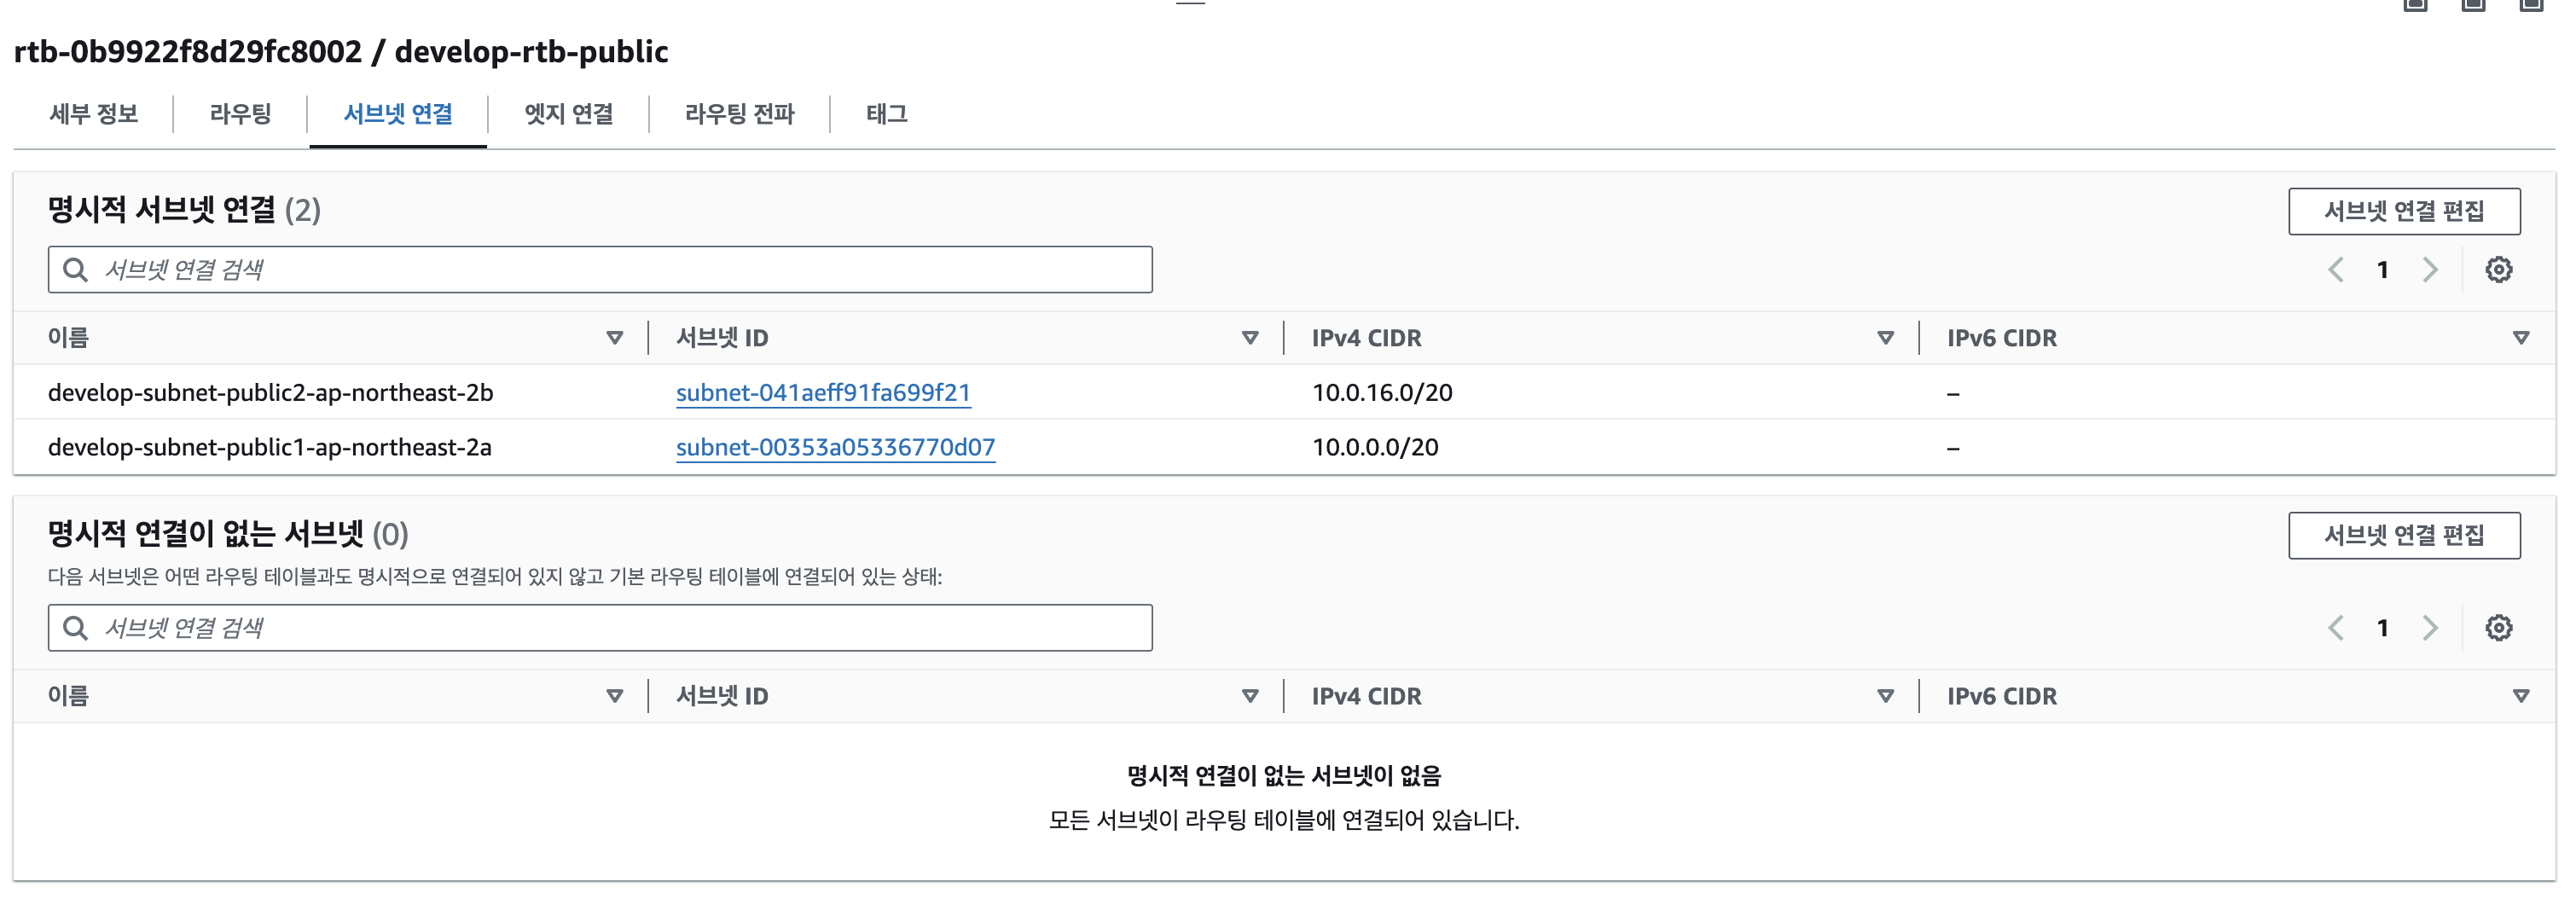 rtb-0b9922f8d29fc8002 / develop-rtb-public
세부 정보 라우팅 서브넷 연결 엣지 연결 라우팅 전파 태그
명시적 서브넷 연결 (2) 서브넷 연결 편집
서브넷 연결 검색 1
이름 서브넷 ID IPv4 CIDR IPv6 CIDR
develop-subnet-public2-ap-northeast-2b subnet-041aeff91fa699f21 10.0.16.0/20 –
develop-subnet-public1-ap-northeast-2a subnet-00353a05336770d07 10.0.0.0/20 –
명시적 연결이 없는 서브넷 (0) 서브넷 연결 편집
다음 서브넷은 어떤 라우팅 테이블과도 명시적으로 연결되어 있지 않고 기본 라우팅 테이블에 연결되어 있는 상태:
서브넷 연결 검색 1
이름 서브넷 ID IPv4 CIDR IPv6 CIDR
명시적 연결이 없는 서브넷이 없음
모든 서브넷이 라우팅 테이블에 연결되어 있습니다.